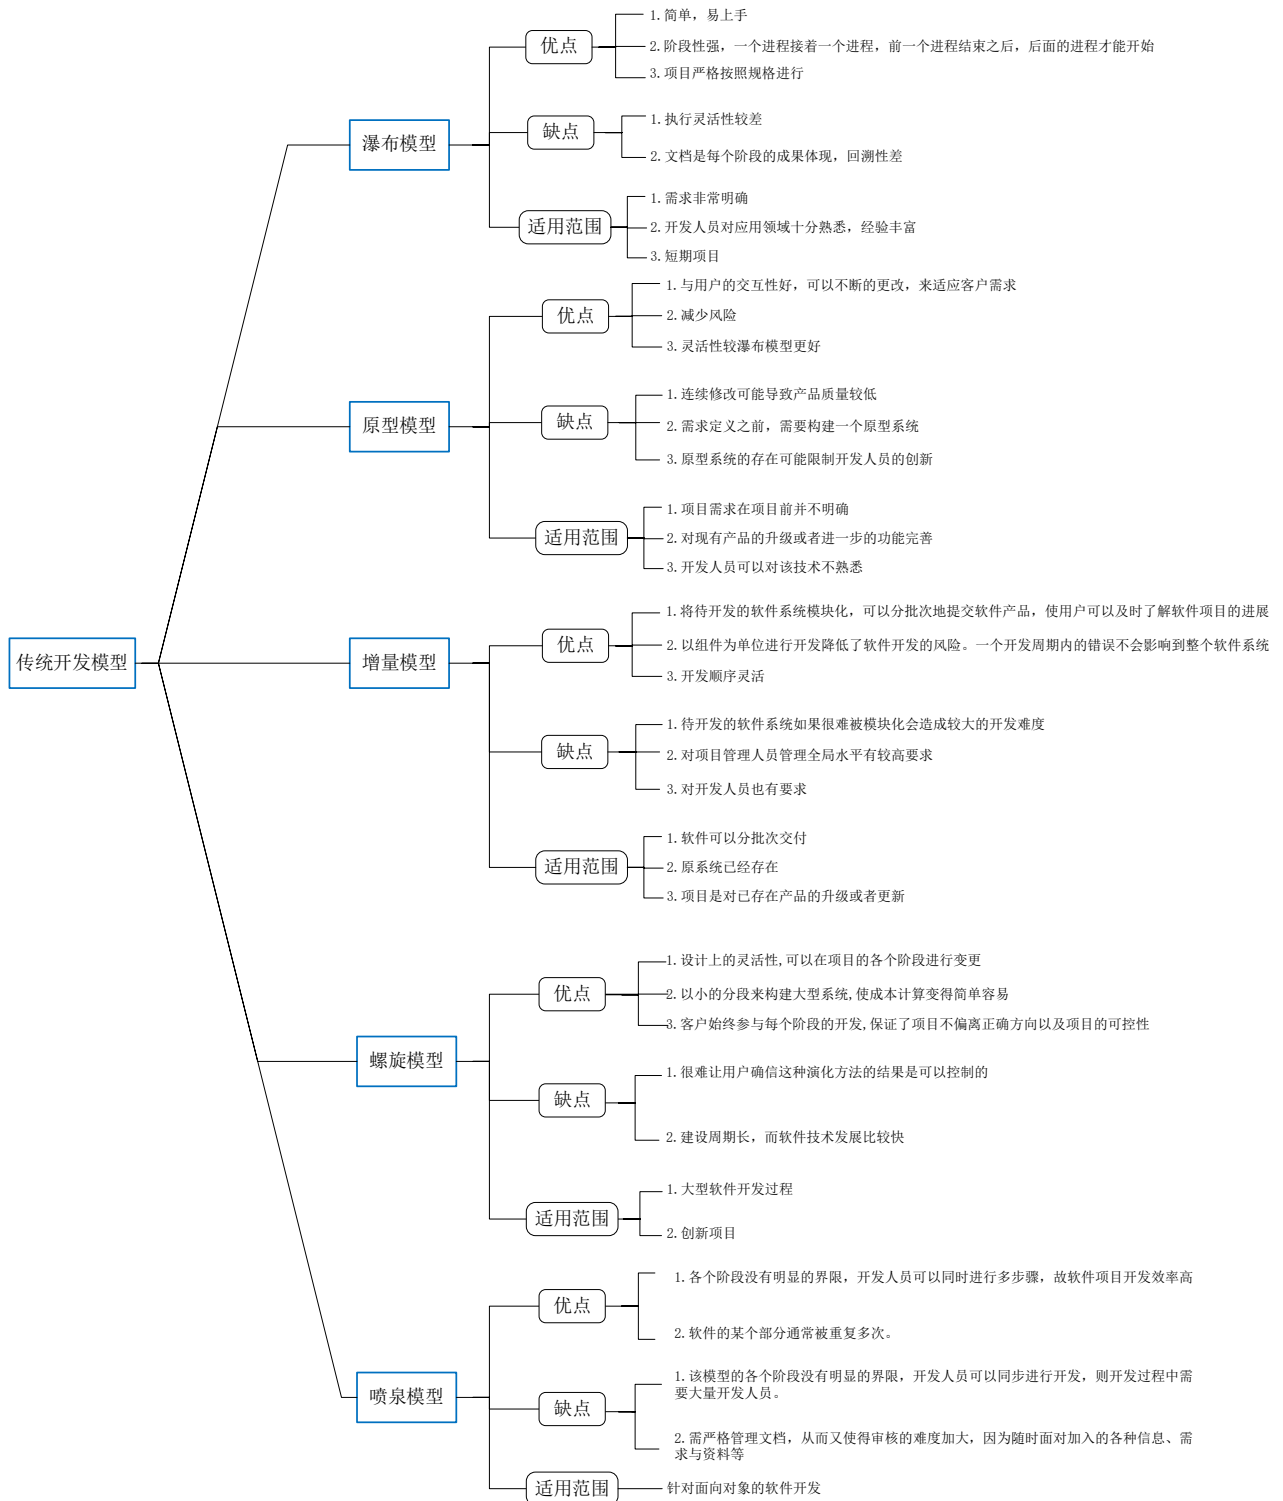 传统开发模型
瀑布模型
优点
1.简单，易上手
2.阶段性强，一个进程接着一个进程，前一个进程结束之后，后面的进程才能开始
3.项目严格按照规格进行
缺点
1.执行灵活性较差
2.文档是每个阶段的成果体现，回溯性差
适用范围
1.需求非常明确
2.开发人员对应用领域十分熟悉，经验丰富
3.短期项目
原型模型
优点
1.与用户的交互性好，可以不断的更改，来适应客户需求
2.减少风险
3.灵活性较瀑布模型更好
缺点
1.连续修改可能导致产品质量较低
2.需求定义之前，需要构建一个原型系统
3.原型系统的存在可能限制开发人员的创新
适用范围
1.项目需求在项目前并不明确
2.对现有产品的升级或者进一步的功能完善
3.开发人员可以对该技术不熟悉
增量模型
优点
1.将待开发的软件系统模块化，可以分批次地提交软件产品，使用户可以及时了解软件项目的进展
2.以组件为单位进行开发降低了软件开发的风险。一个开发周期内的错误不会影响到整个软件系统
3.开发顺序灵活
缺点
1.待开发的软件系统如果很难被模块化会造成较大的开发难度
2.对项目管理人员管理全局水平有较高要求
3.对开发人员也有要求
适用范围
1.软件可以分批次交付
2.原系统已经存在
3.项目是对已存在产品的升级或者更新
螺旋模型
优点
1.设计上的灵活性,可以在项目的各个阶段进行变更
2.以小的分段来构建大型系统,使成本计算变得简单容易
3.客户始终参与每个阶段的开发,保证了项目不偏离正确方向以及项目的可控性
缺点
1.很难让用户确信这种演化方法的结果是可以控制的
2.建设周期长，而软件技术发展比较快
适用范围
1.大型软件开发过程
2.创新项目
喷泉模型
优点
1.各个阶段没有明显的界限，开发人员可以同时进行多步骤，故软件项目开发效率高
2.软件的某个部分通常被重复多次。
缺点
1.该模型的各个阶段没有明显的界限，开发人员可以同步进行开发，则开发过程中需
要大量开发人员。
2.需严格管理文档，从而又使得审核的难度加大，因为随时面对加入的各种信息、需
求与资料等
适用范围
针对面向对象的软件开发